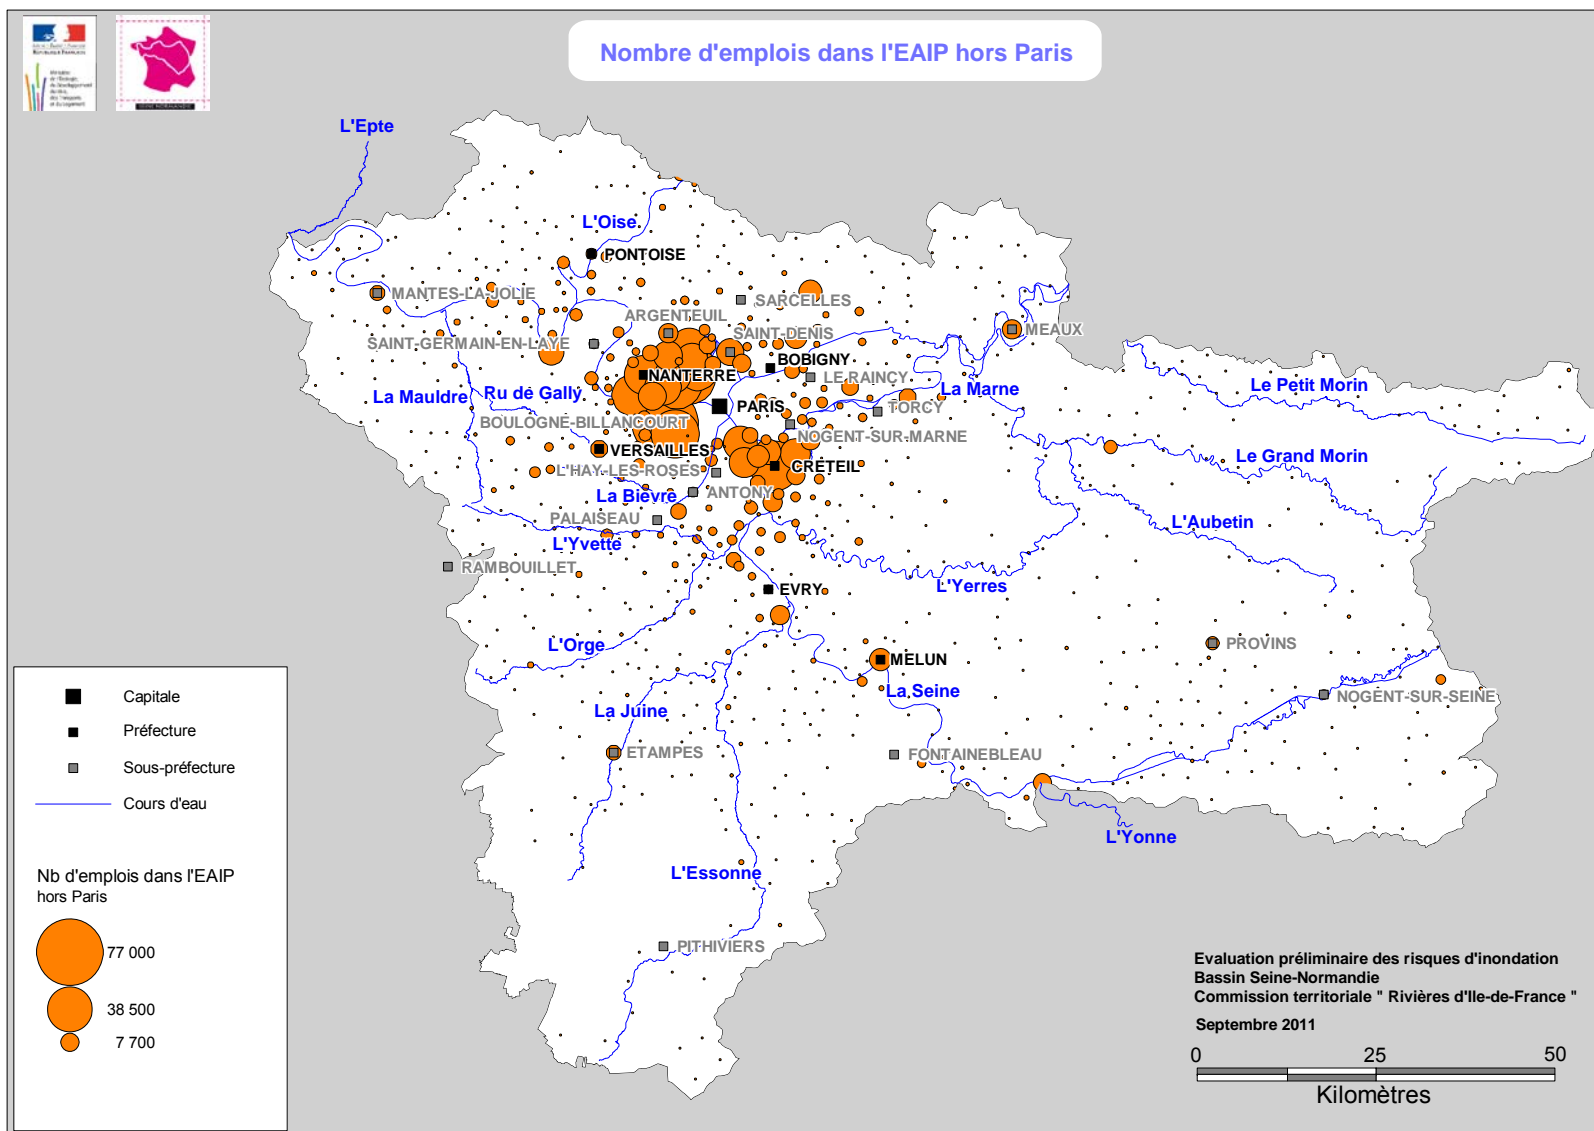 Nombre d'emplois dans l'EAIP hors Paris
RÉPUBLIQUE FRANÇAISE
SEINE NORMANDIE
L'Epte
L'Oise
PONTOISE
MANTES-LA-JOLIE
SARCELLES
ARGENTEUIL
SAINT-DENIS
MEAUX
SAINT-GERMAIN-EN-LAYE
BOBIGNY
NANTERRE
LE RAINCY
La Marne
Le Petit Morin
La Mauldre
Ru de Gally
PARIS
TORCY
BOULOGNE-BILLANCOURT
NOGENT-SUR-MARNE
VERSAILLES
Le Grand Morin
L'HAY-LES-ROSES
CRETEIL
La Bièvre
ANTONY
PALAISEAU
L'Aubetin
L'Yvette
RAMBOUILLET
EVRY
L'Yerres
L'Orge
PROVINS
MELUN
La Seine
NOGENT-SUR-SEINE
La Juine
ETAMPES
FONTAINEBLEAU
L'Yonne
L'Essonne
PITHIVIERS
Capitale
Préfecture
Sous-préfecture
Cours d'eau
Nb d'emplois dans l'EAIP
hors Paris
77 000
38 500
7 700
Evaluation préliminaire des risques d'inondation
Bassin Seine-Normandie
Commission territoriale " Rivières d'Ile-de-France "
Septembre 2011
0 25 50
Kilomètres